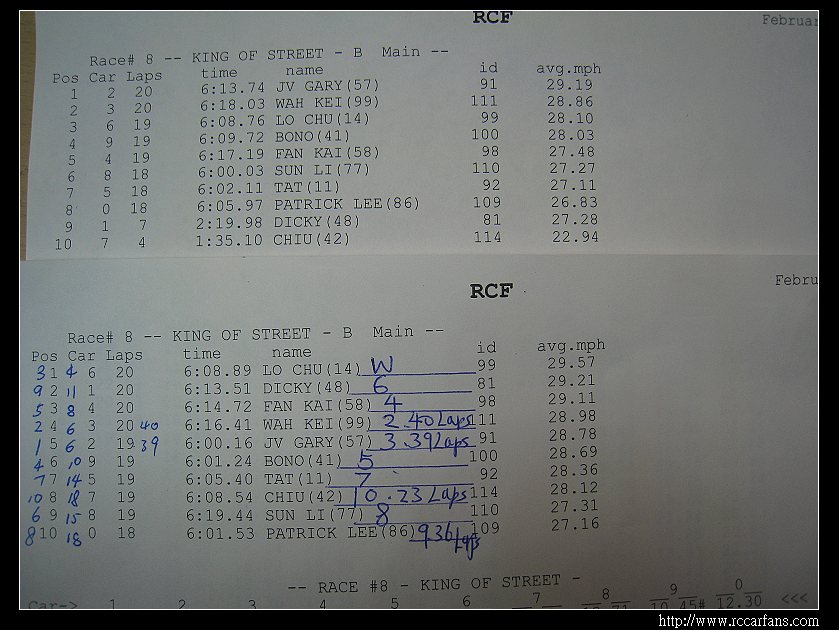 RCF Februar
Race# 8 -- KING OF STREET - B Main --
Pos Car Laps time name id avg.mph
1 2 20 6:13.74 JV GARY(57) 91 29.19
2 3 20 6:18.03 WAH KEI(99) 111 28.86
3 6 19 6:08.76 LO CHU(14) 99 28.10
4 9 19 6:09.72 BONO(41) 100 28.03
5 4 19 6:17.19 FAN KAI(58) 98 27.48
6 8 18 6:00.03 SUN LI(77) 110 27.27
7 5 18 6:02.11 TAT(11) 92 27.11
8 0 18 6:05.97 PATRICK LEE(86) 109 26.83
9 1 7 2:19.98 DICKY(48) 81 27.28
10 7 4 1:35.10 CHIU(42) 114 22.94
RCF Februa
Race# 8 -- KING OF STREET - B Main --
Pos Car Laps time name id avg.mph
3 1 4 6 20 6:08.89 LO CHU(14) W 99 29.57
9 2 11 1 20 6:13.51 DICKY(48) 6 81 29.21
5 3 8 4 20 6:14.72 FAN KAI(58) 4 98 29.11
2 4 6 3 20 40 6:16.41 WAH KEI(99) 2. 40 Laps 111 28.98
1 5 6 2 19 39 6:00.16 JV GARY(57) 3. 39 Laps 91 28.78
4 6 10 9 19 6:01.24 BONO(41) 5 100 28.69
7 7 14 5 19 6:05.40 TAT(11) 7 92 28.36
10 8 18 7 19 6:08.54 CHIU(42) 10. 23 Laps 114 28.12
6 9 15 8 19 6:19.44 SUN LI(77) 8 110 27.31
8 10 18 0 18 6:01.53 PATRICK LEE(86) 9 36 Laps 109 27.16
-- RACE #8 - KING OF STREET -
Car-> 1 2 3 4 5 6 7 8 9 0 <<<
10.45# 12.30
http://www.rccarfans.com